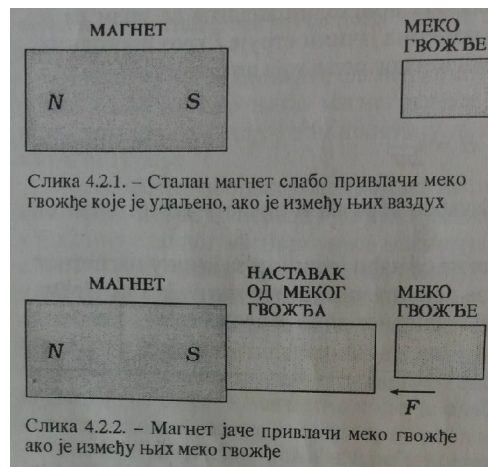 МАГНЕТ
МЕКО
ГВОЖЂЕ
N S
Слика 4.2.1. – Сталан магнет слабо привлачи меко
гвожђе које је удаљено, ако је између њих ваздух
МАГНЕТ
НАСТАВАК
ОД МЕКОГ
ГВОЖЂА
МЕКО
ГВОЖЂЕ
N S
F
Слика 4.2.2. – Магнет јаче привлачи меко гвожђе
ако је између њих меко гвожђе